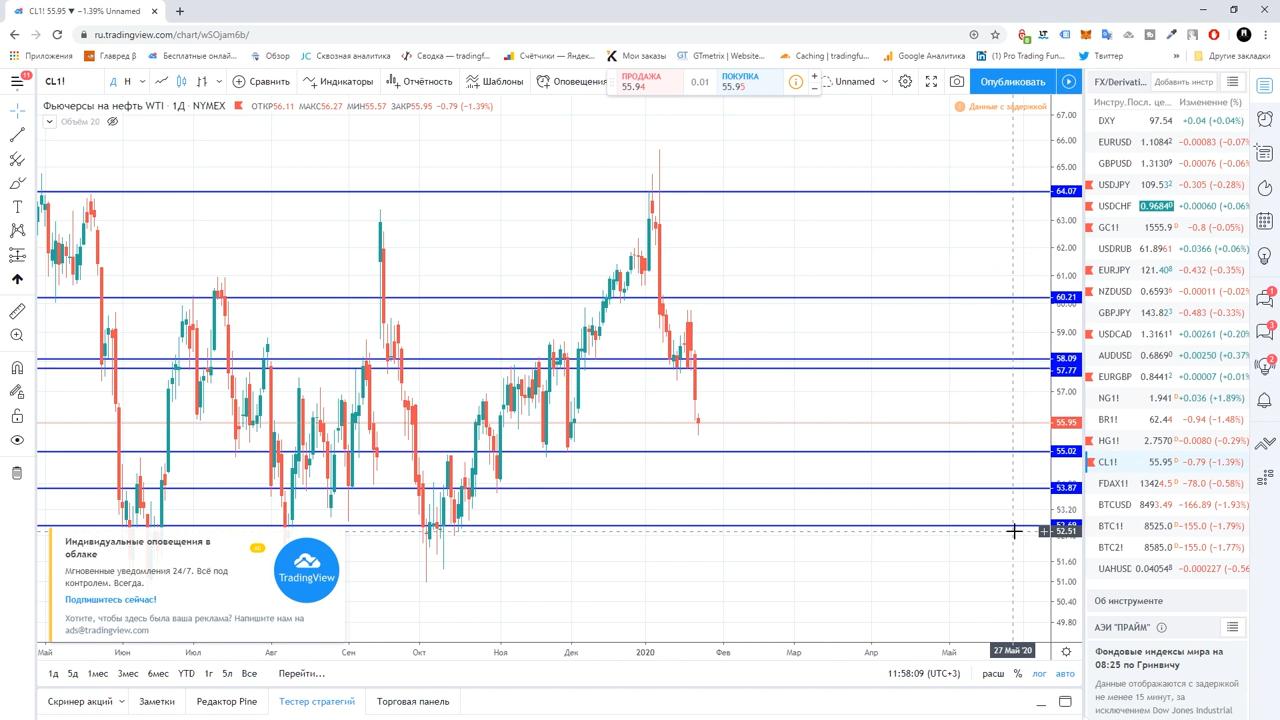 CL1! 55.95 ▼ −1.39% Unnamed
ru.tradingview.com/chart/wSOjam6b/
Приложения Главред β Бесплатные онлай... Обзор Сквозная аналити... Сводка — tradingf... Счётчики — Яндек... Мои заказы GTmetrix | Website... Caching | tradingfu... Google Аналитика (1) Pro Trading Fun... Твиттер » Другие закладки
11 CL1! Д Н Сравнить Индикаторы Отчётность Шаблоны Оповещени ПРОДАЖА 55.94 0.01 ПОКУПКА 55.95 Unnamed Опубликовать FX/Derivati... Добавить инстр
Фьючерсы на нефть WTI · 1Д · NYMEX ОТКР56.11 МАКС56.27 МИН55.57 ЗАКР55.95 −0.79 (−1.39%) Данные с задержкой
Объём 20
67.00
66.00
65.00
64.07
63.00
62.00
61.00
60.21
59.00
58.09
57.77
57.00
55.95
55.02
53.87
53.20
52.51
51.60
51.00
50.40
49.80
Индивидуальные оповещения в
облаке
Мгновенные уведомления 24/7. Всё под
контролем. Всегда.
Подпишитесь сейчас!
Хотите, чтобы здесь была ваша реклама? Напишите нам на
ads@tradingview.com
TradingView
Май Июн Июл Авг Сен Окт Ноя Дек 2020 Фев Мар Апр Май 27 Май '20
1д 5д 1мес 3мес 6мес YTD 1г 5л Все Перейти... 11:58:09 (UTC+3) расш % лог авто
Скринер акций Заметки Редактор Pine Тестер стратегий Торговая панель
Инстру. Посл. це... Изменение (%)
DXY 97.54 +0.04 (+0.04%)
EURUSD 1.10842 −0.00083 (−0.07%
GBPUSD 1.31309 −0.00076 (−0.06%
USDJPY 109.532 −0.305 (−0.28%)
USDCHF 0.96840 +0.00060 (+0.06%
GC1! 1555.9 D −0.8 (−0.05%)
USDRUB 61.8961 +0.0366 (+0.06%)
EURJPY 121.408 −0.432 (−0.35%)
NZDUSD 0.65936 −0.00011 (−0.02%
GBPJPY 143.823 −0.483 (−0.33%)
USDCAD 1.31611 +0.00261 (+0.20%
AUDUSD 0.68690 +0.00250 (+0.37%
EURGBP 0.84412 +0.00007 (+0.01%
NG1! 1.941 D +0.036 (+1.89%)
BR1! 62.44 −0.94 (−1.48%)
HG1! 2.7570 D −0.0080 (−0.29%)
CL1! 55.95 D −0.79 (−1.39%)
FDAX1! 13424.5 D −78.0 (−0.58%)
BTCUSD 8493.49 −166.89 (−1.93%)
BTC1! 8525.0 D −155.0 (−1.79%)
BTC2! 8585.0 D −155.0 (−1.77%)
UAHUSD 0.04054 −0.000227 (−0.56
Об инструменте
АЭИ "ПРАЙМ"
Фондовые индексы мира на
08:25 по Гринвичу
Данные отображаются с задержкой
не менее 15 минут, за
исключением Dow Jones Industrial
1
3
2